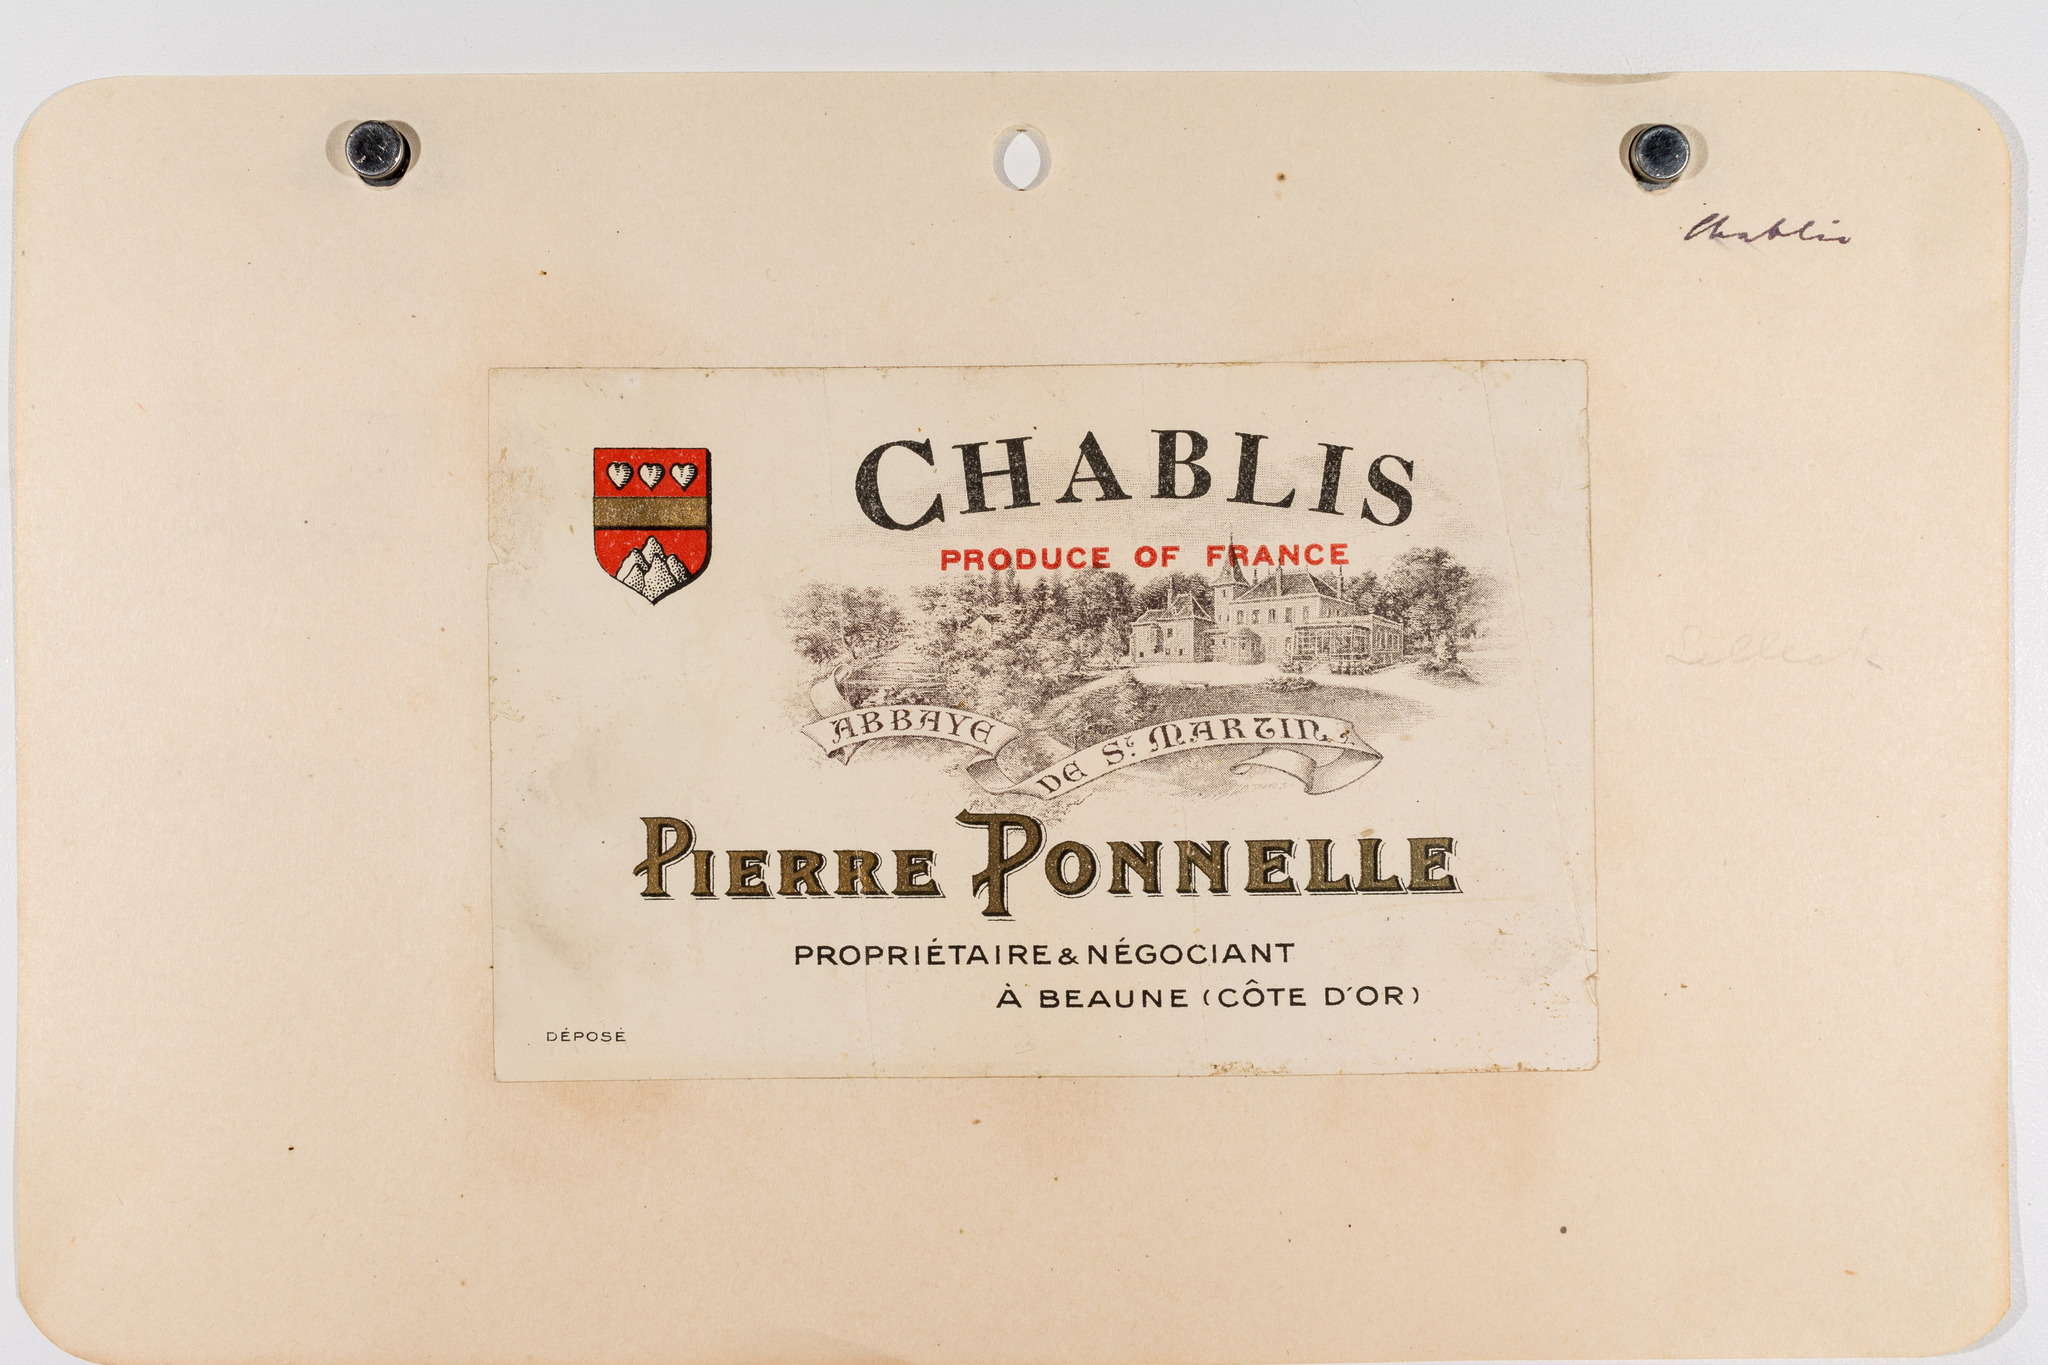 Chablis
CHABLIS
PRODUCE OF FRANCE
ABBAYE DE St. MARTIN
PIERRE PONNELLE
PROPRIÉTAIRE & NÉGOCIANT
À BEAUNE (CÔTE D'OR)
DÉPOSÉ